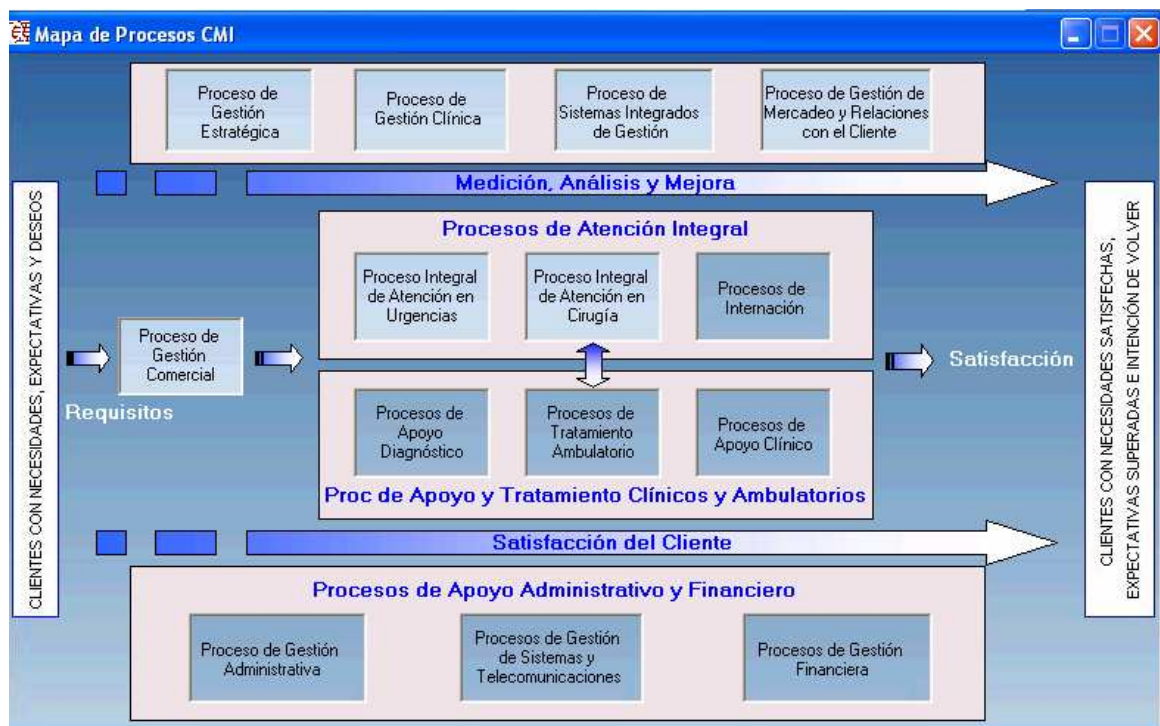 Mapa de Procesos CMI
Proceso de
Gestión
Estratégica
Proceso de
Gestión Clínica
Proceso de
Sistemas Integrados
de Gestión
Proceso de Gestión de
Mercadeo y Relaciones
con el Cliente
Medición, Análisis y Mejora
CLIENTES CON NECESIDADES, EXPECTATIVAS Y DESEOS
Requisitos
Proceso de
Gestión
Comercial
Procesos de Atención Integral
Proceso Integral
de Atención en
Urgencias
Proceso Integral
de Atención en
Cirugía
Procesos de
Internación
Procesos de
Apoyo
Diagnóstico
Procesos de
Tratamiento
Ambulatorio
Procesos de
Apoyo Clínico
Proc de Apoyo y Tratamiento Clínicos y Ambulatorios
Satisfacción
CLIENTES CON NECESIDADES SATISFECHAS,
EXPECTATIVAS SUPERADAS E INTENCIÓN DE VOLVER
Satisfacción del Cliente
Procesos de Apoyo Administrativo y Financiero
Proceso de Gestión
Administrativa
Procesos de Gestión
de Sistemas y
Telecomunicaciones
Procesos de Gestión
Financiera